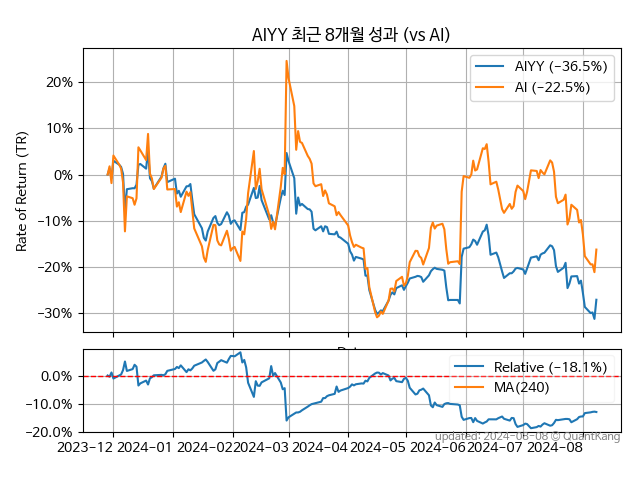 AIYY 최근 8개월 성과 (vs AI)
Rate of Return (TR)
20%
10%
0%
−10%
−20%
−30%
AIYY (−36.5%)
AI (−22.5%)
0.0%
−10.0%
−20.0%
Relative (−18.1%)
MA(240)
2023−12 2024−01 2024−02 2024−03 2024−04 2024−05 2024−06 2024−07 2024−08
updated: 2024−08−08 © QuantKang